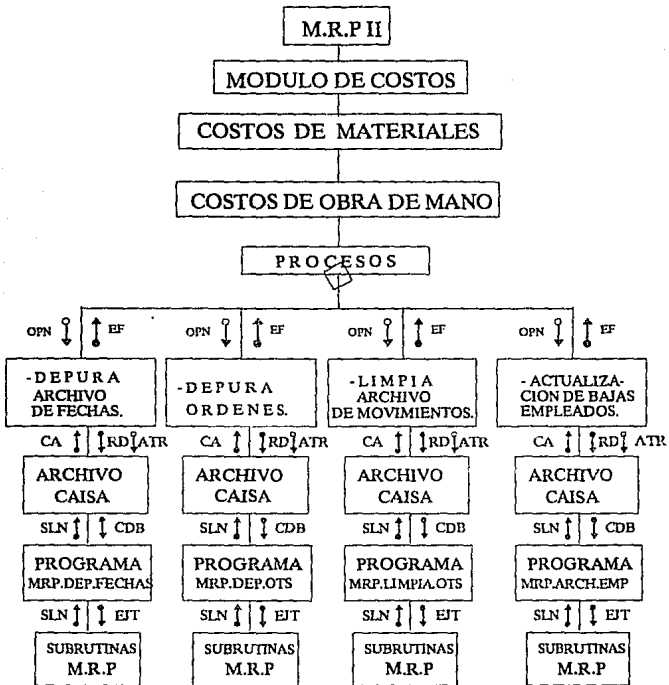 M.R.P II
MODULO DE COSTOS
COSTOS DE MATERIALES
COSTOS DE OBRA DE MANO
PROCESOS
OPN EF OPN EF OPN EF OPN EF
-DEPURA
ARCHIVO
DE FECHAS.
-DEPURA
ORDENES.
-LIMPIA
ARCHIVO
DE MOVIMIENTOS.
- ACTUALIZA-
CION DE BAJAS
EMPLEADOS.
CA RD ATR CA RD ATR CA RD ATR CA RD ATR
ARCHIVO
CAISA
ARCHIVO
CAISA
ARCHIVO
CAISA
ARCHIVO
CAISA
SLN CDB SLN CDB SLN CDB SLN CDB
PROGRAMA
MRP.DEP.FECHAS
PROGRAMA
MRP.DEP.OTS
PROGRAMA
MRP.LIMPIA.OTS
PROGRAMA
MRP.ARCH.EMP
SLN EJT SLN EJT SLN EJT SLN EJT
SUBRUTINAS
M.R.P
SUBRUTINAS
M.R.P
SUBRUTINAS
M.R.P
SUBRUTINAS
M.R.P